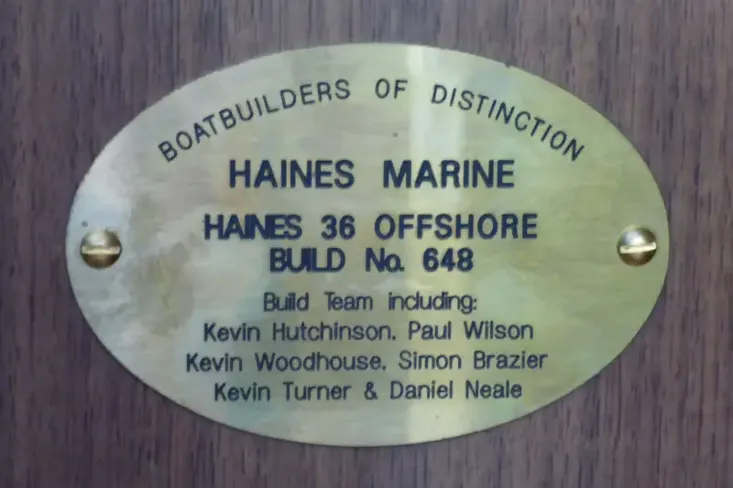 BOATBUILDERS OF DISTINCTION
HAINES MARINE
HAINES 36 OFFSHORE
BUILD No. 648
Build Team including:
Kevin Hutchinson. Paul Wilson
Kevin Woodhouse. Simon Brazier
Kevin Turner & Daniel Neale